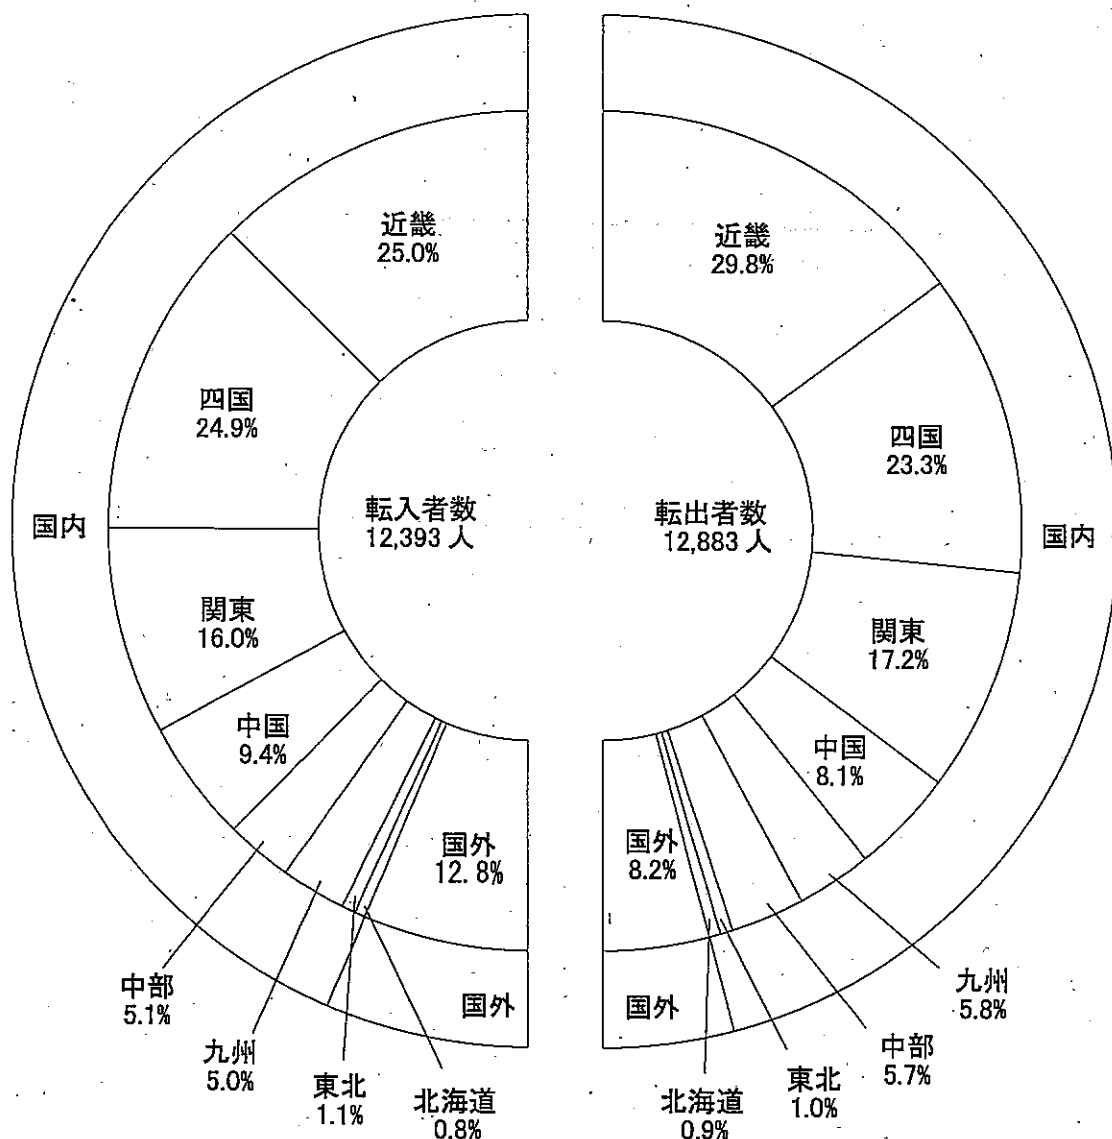 近畿
25.0%
四国
24.9%
国内
転入者数
12,393 人
関東
16.0%
中国
9.4%
国外
12.8%
中部
5.1%
九州
5.0%
東北
1.1%
北海道
0.8%
国外
近畿
29.8%
四国
23.3%
国内
転出者数
12,883 人
関東
17.2%
中国
8.1%
国外
8.2%
国外
九州
5.8%
中部
5.7%
東北
1.0%
北海道
0.9%